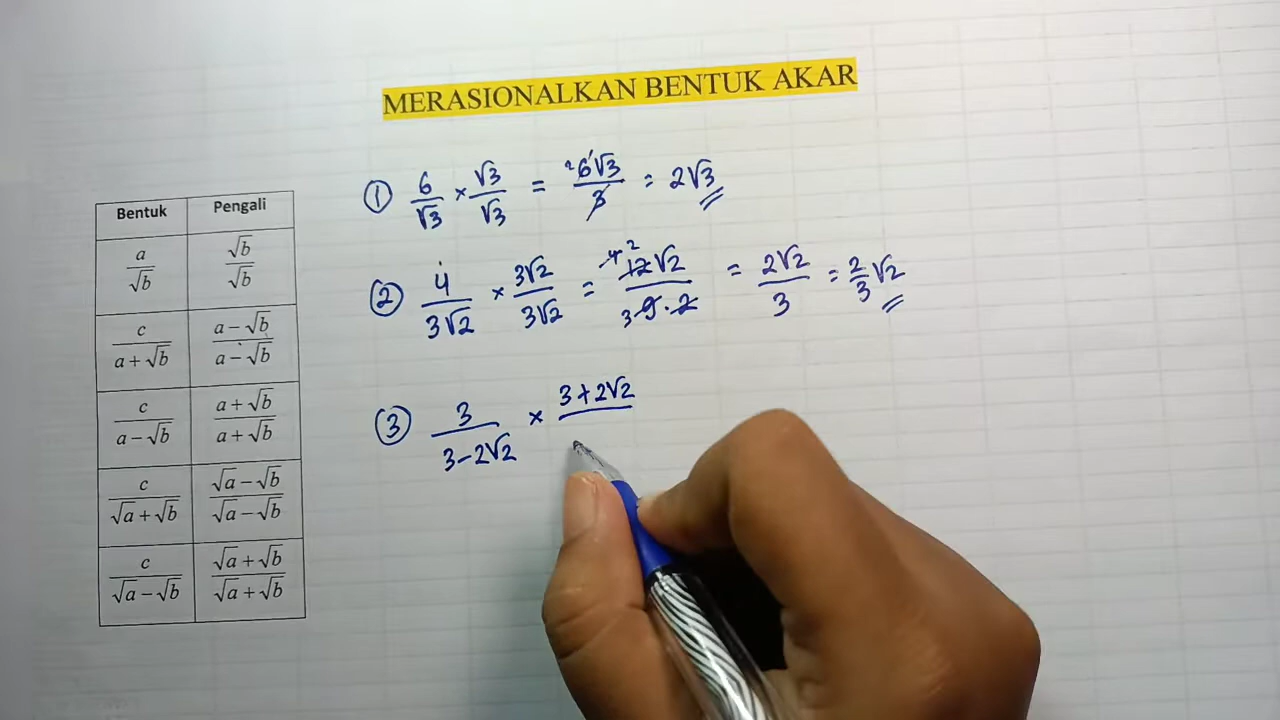 MERASIONALKAN BENTUK AKAR
Bentuk Pengali
a/√b √b/√b
c/(a + √b) (a − √b)/(a − √b)
c/(a − √b) (a + √b)/(a + √b)
c/(√a + √b) (√a − √b)/(√a − √b)
c/(√a − √b) (√a + √b)/(√a + √b)
① 6/√3 × √3/√3 = 6√3/3 = 2√3
② 4/3√2 × 3√2/3√2 = 12√2/9·2 = 2√2/3 = 2/3 √2
③ 3/(3 − 2√2) × 3 + 2√2